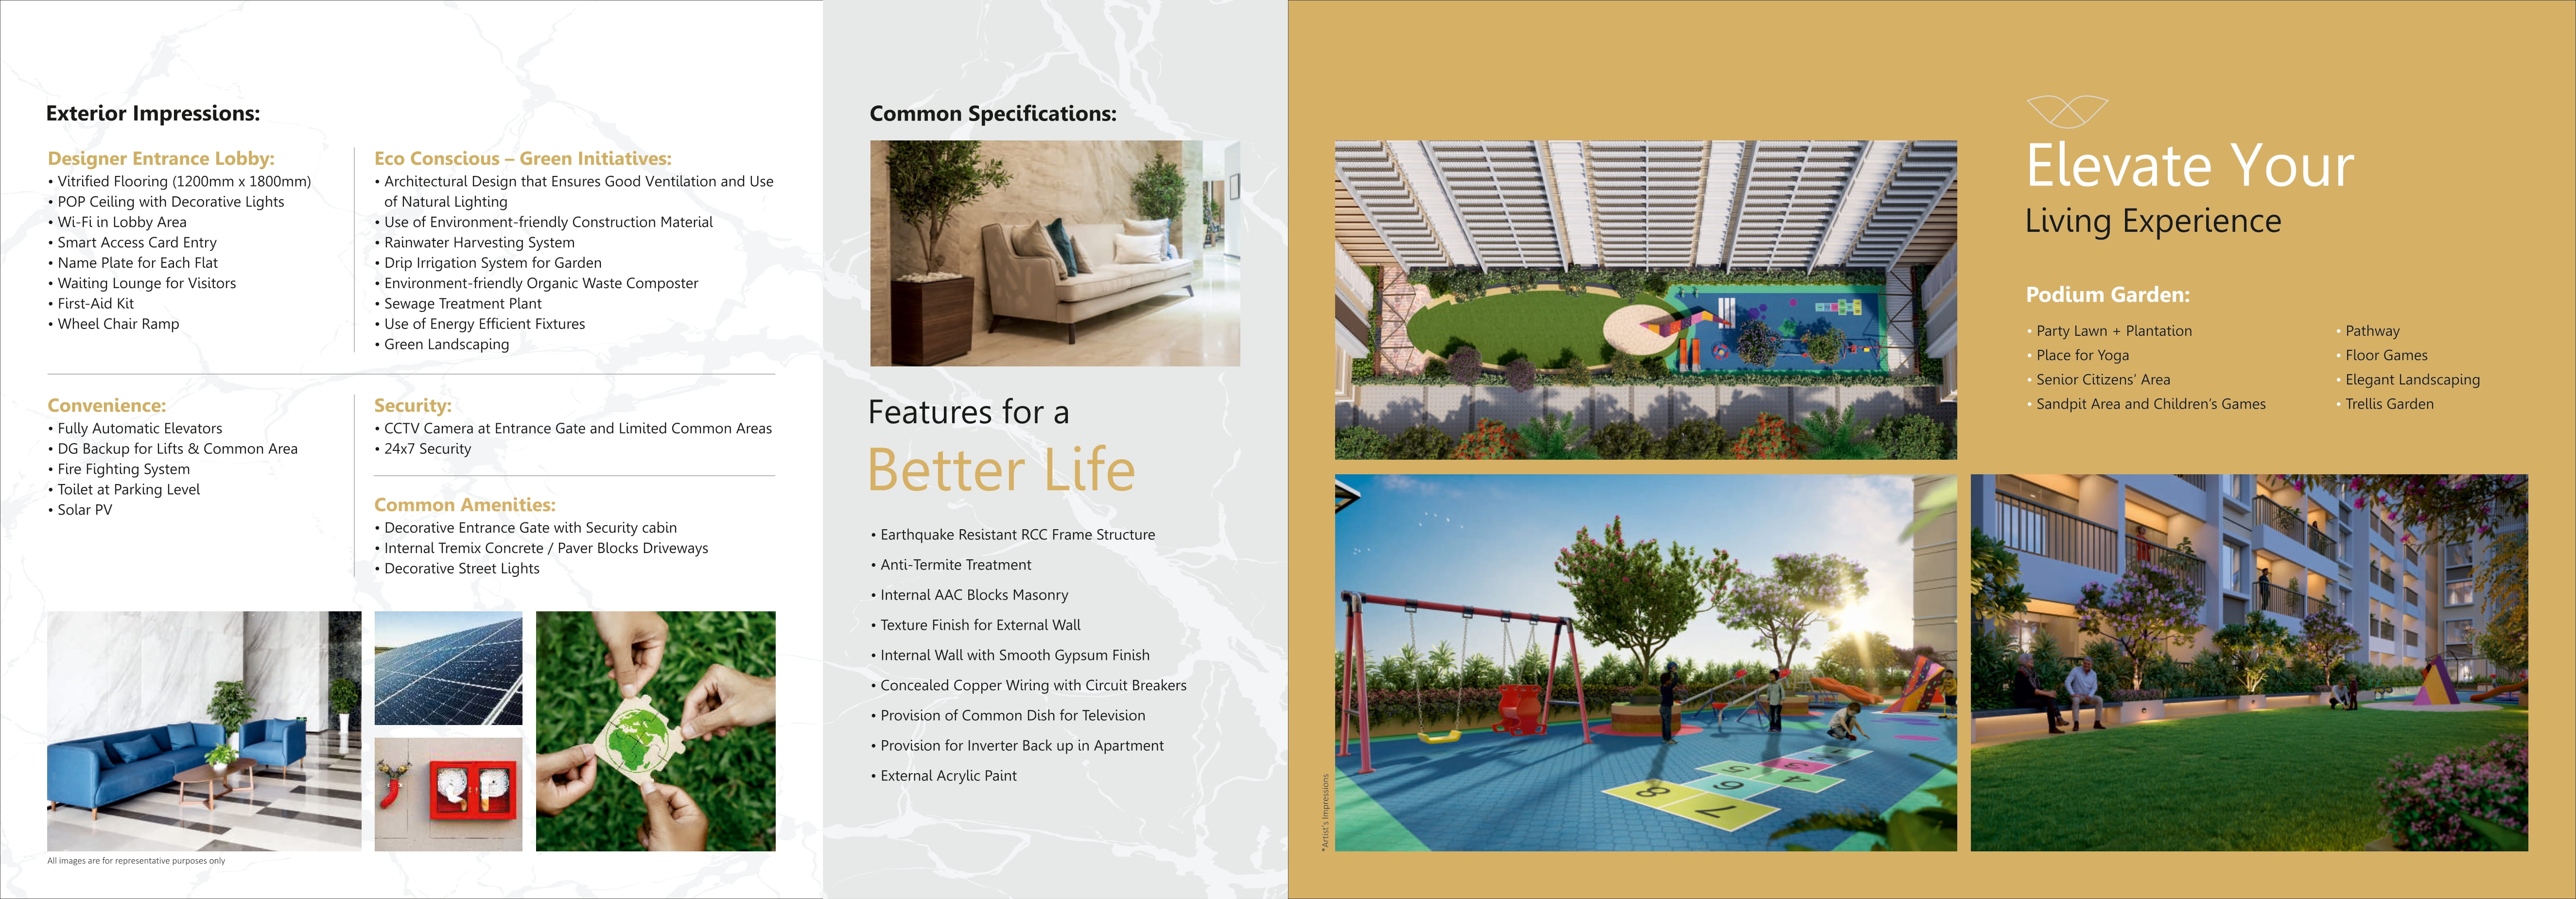 Exterior Impressions:
Designer Entrance Lobby:
• Vitrified Flooring (1200mm x 1800mm)
• POP Ceiling with Decorative Lights
• Wi-Fi in Lobby Area
• Smart Access Card Entry
• Name Plate for Each Flat
• Waiting Lounge for Visitors
• First-Aid Kit
• Wheel Chair Ramp
Eco Conscious – Green Initiatives:
• Architectural Design that Ensures Good Ventilation and Use
of Natural Lighting
• Use of Environment-friendly Construction Material
• Rainwater Harvesting System
• Drip Irrigation System for Garden
• Environment-friendly Organic Waste Composter
• Sewage Treatment Plant
• Use of Energy Efficient Fixtures
• Green Landscaping
Convenience:
• Fully Automatic Elevators
• DG Backup for Lifts & Common Area
• Fire Fighting System
• Toilet at Parking Level
• Solar PV
Security:
• CCTV Camera at Entrance Gate and Limited Common Areas
• 24x7 Security
Common Amenities:
• Decorative Entrance Gate with Security cabin
• Internal Tremix Concrete / Paver Blocks Driveways
• Decorative Street Lights
All images are for representative purposes only
Common Specifications:
Features for a
Better Life
• Earthquake Resistant RCC Frame Structure
• Anti-Termite Treatment
• Internal AAC Blocks Masonry
• Texture Finish for External Wall
• Internal Wall with Smooth Gypsum Finish
• Concealed Copper Wiring with Circuit Breakers
• Provision of Common Dish for Television
• Provision for Inverter Back up in Apartment
• External Acrylic Paint
Elevate Your
Living Experience
Podium Garden:
• Party Lawn + Plantation
• Place for Yoga
• Senior Citizens’ Area
• Sandpit Area and Children’s Games
• Pathway
• Floor Games
• Elegant Landscaping
• Trellis Garden
*Artist's Impressions
2
5
3
4
6
8
7